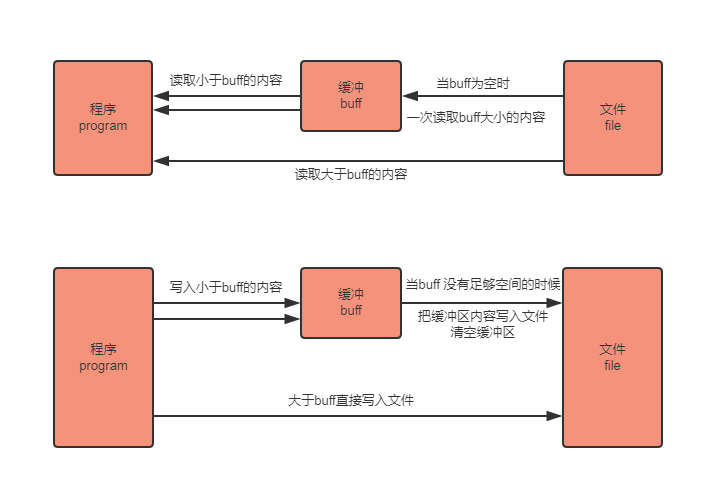 读取小于buff的内容
缓冲
buff
当buff为空时
程序
program
一次读取buff大小的内容
文件
file
读取大于buff的内容
写入小于buff的内容
缓冲
buff
当buff 没有足够空间的时候
把缓冲区内容写入文件
清空缓冲区
程序
program
文件
file
大于buff直接写入文件